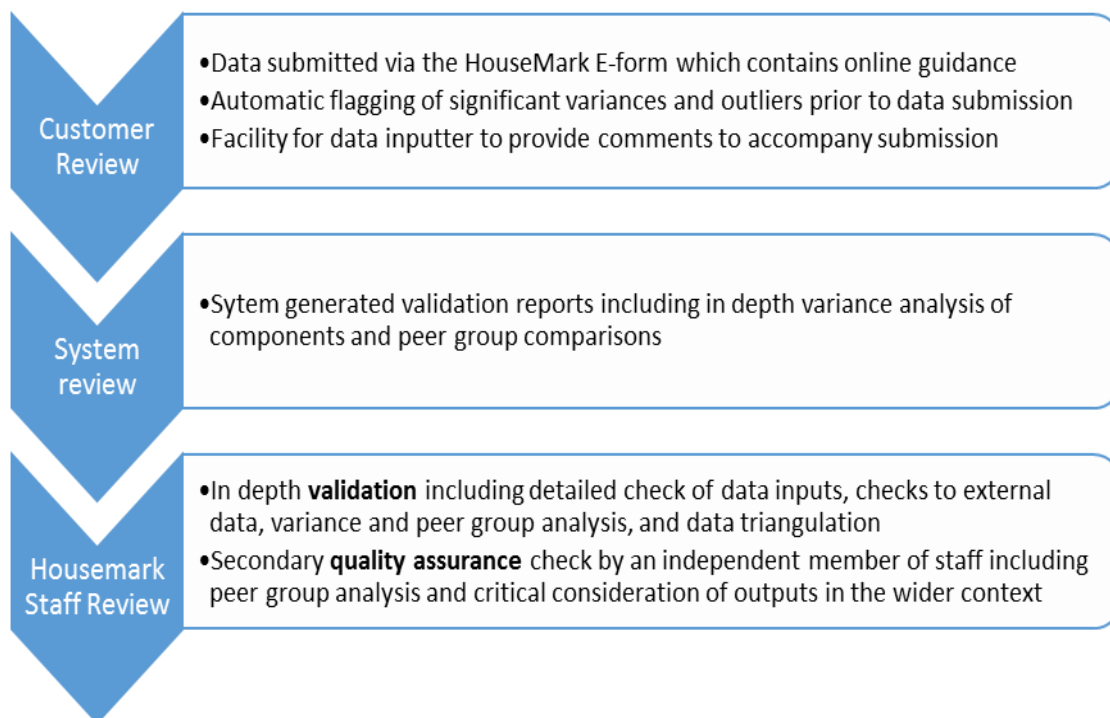 Customer
Review
•Data submitted via the HouseMark E-form which contains online guidance
•Automatic flagging of significant variances and outliers prior to data submission
•Facility for data inputter to provide comments to accompany submission
System
review
•Sytem generated validation reports including in depth variance analysis of
components and peer group comparisons
Housemark
Staff Review
•In depth validation including detailed check of data inputs, checks to external
data, variance and peer group analysis, and data triangulation
•Secondary quality assurance check by an independent member of staff including
peer group analysis and critical consideration of outputs in the wider context